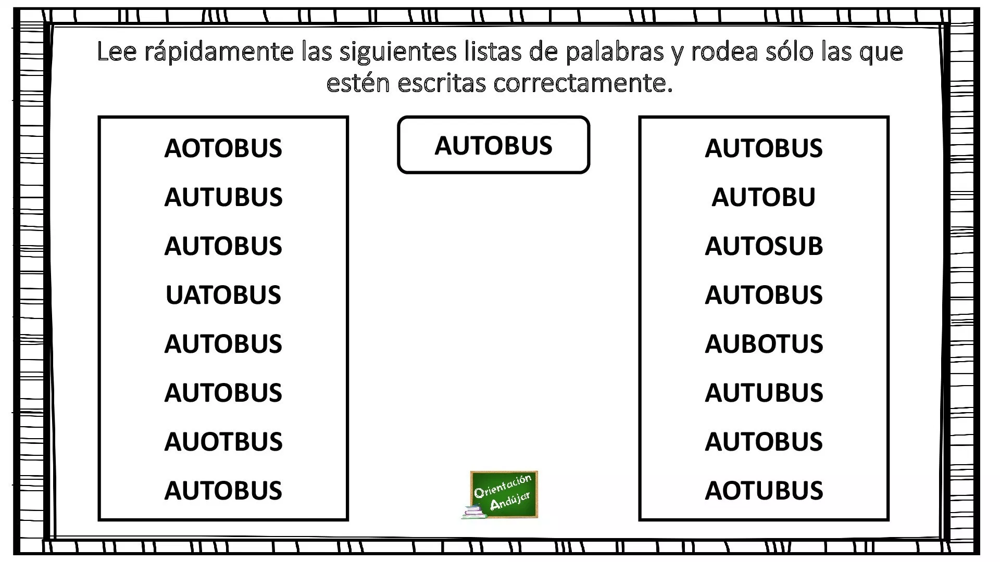 Lee rápidamente las siguientes listas de palabras y rodea sólo las que
estén escritas correctamente.
AOTOBUS
AUTUBUS
AUTOBUS
UATOBUS
AUTOBUS
AUTOBUS
AUOTBUS
AUTOBUS
AUTOBUS
AUTOBUS
AUTOBU
AUTOSUB
AUTOBUS
AUBOTUS
AUTUBUS
AUTOBUS
AOTUBUS
Orientación
Andújar